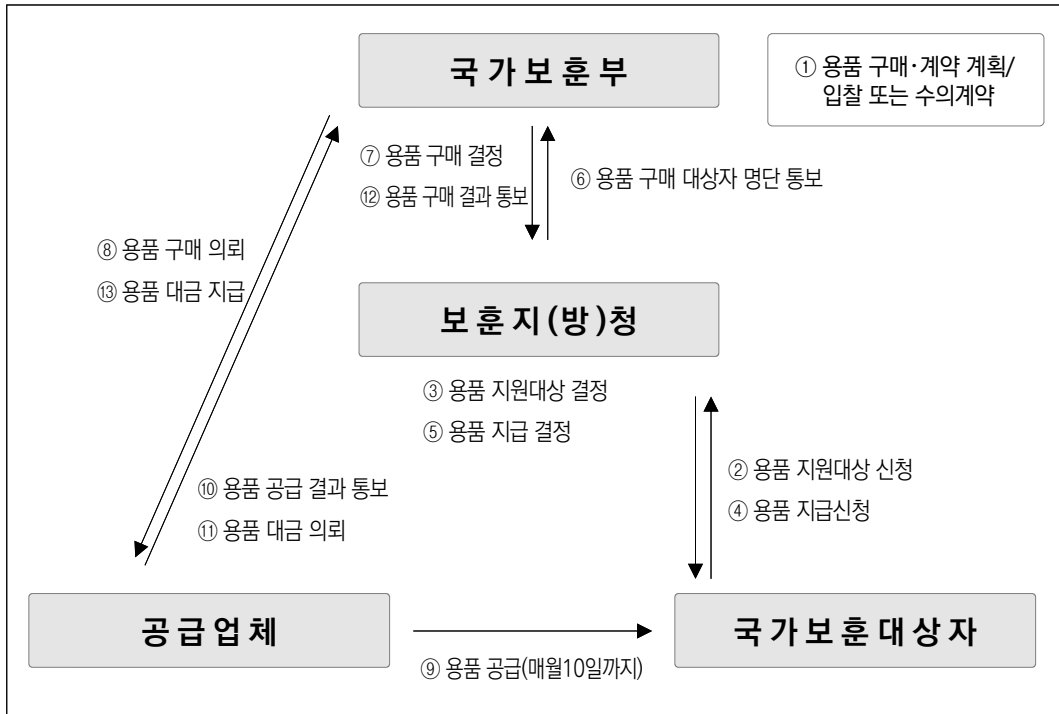 국가보훈부
① 용품 구매·계약 계획/
입찰 또는 수의계약
⑦ 용품 구매 결정
⑫ 용품 구매 결과 통보
⑥ 용품 구매 대상자 명단 통보
⑧ 용품 구매 의뢰
⑬ 용품 대금 지급
보훈지(방)청
③ 용품 지원대상 결정
⑤ 용품 지급 결정
② 용품 지원대상 신청
④ 용품 지급신청
⑩ 용품 공급 결과 통보
⑪ 용품 대금 의뢰
공급업체
국가보훈대상자
⑨ 용품 공급(매월10일까지)